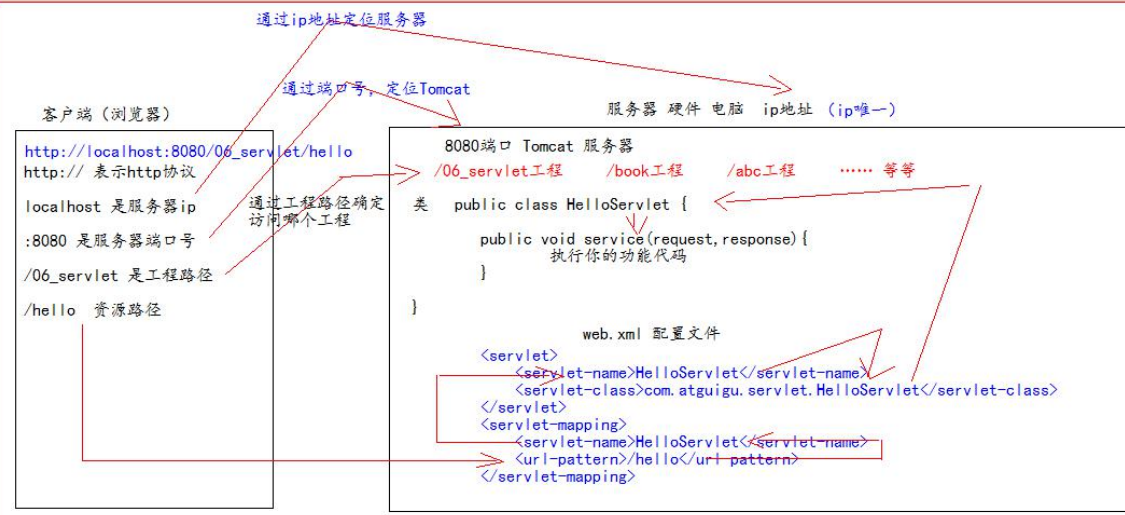 通过ip地址定位服务器
通过端口号，定位Tomcat
客户端（浏览器）
服务器 硬件 电脑 ip地址 （ip唯一）
http://localhost:8080/06_servlet/hello
http:// 表示http协议
localhost 是服务器ip
:8080 是服务器端口号
/06_servlet 是工程路径
/hello 资源路径
通过工程路径确定
访问哪个工程
8080端口 Tomcat 服务器
/06_servlet工程 /book工程 /abc工程 …… 等等
类 public class HelloServlet {
public void service(request,response){
执行你的功能代码
}
}
web.xml 配置文件
<servlet>
<servlet-name>HelloServlet</servlet-name>
<servlet-class>com.atguigu.servlet.HelloServlet</servlet-class>
</servlet>
<servlet-mapping>
<servlet-name>HelloServlet</servlet-name>
<url-pattern>/hello</url-pattern>
</servlet-mapping>